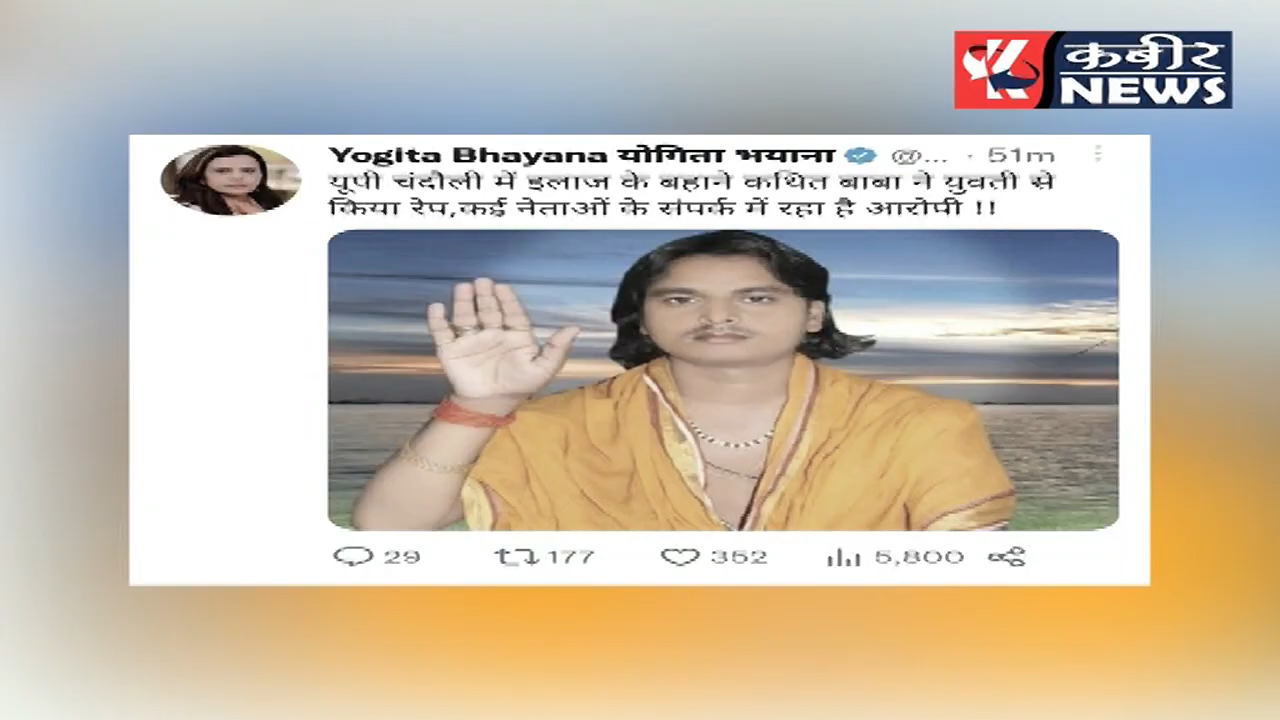 कबीर
NEWS
Yogita Bhayana योगिता भयाना @... · 51m
यूपी चंदौली में इलाज के बहाने कथित बाबा ने युवती से
किया रेप,कई नेताओं के संपर्क में रहा है आरोपी !!
29 177 352 5,800